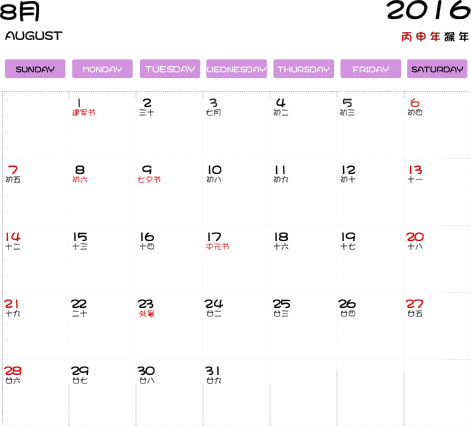 8月
2016
AUGUST
丙申年 猴年
SUNDAY MONDAY TUESDAY WEDNESDAY THURSDAY FRIDAY SATURDAY
1 2 3 4 5 6
建军节 三十 七月 初二 初三 初四
7 8 9 10 11 12 13
初五 初六 七夕节 初八 初九 初十 十一
14 15 16 17 18 19 20
十二 十三 十四 中元节 十六 十七 十八
21 22 23 24 25 26 27
十九 二十 处暑 廿二 廿三 廿四 廿五
28 29 30 31
廿六 廿七 廿八 廿九